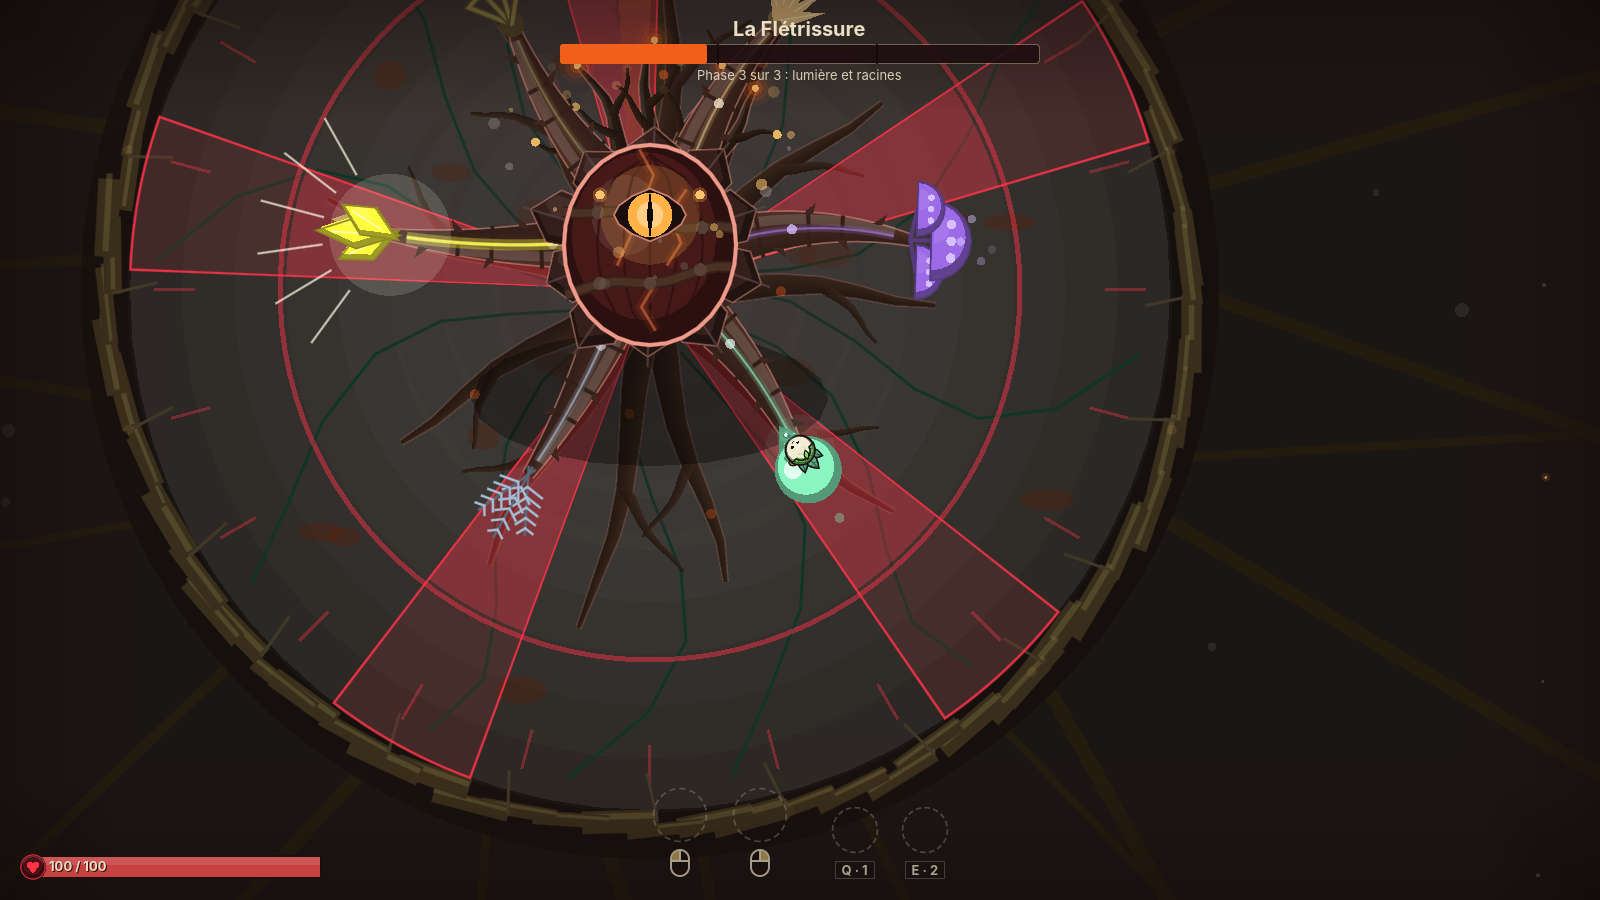 La Flétrissure
Phase 3 sur 3 : lumière et racines
100 / 100
Q · 1
E · 2